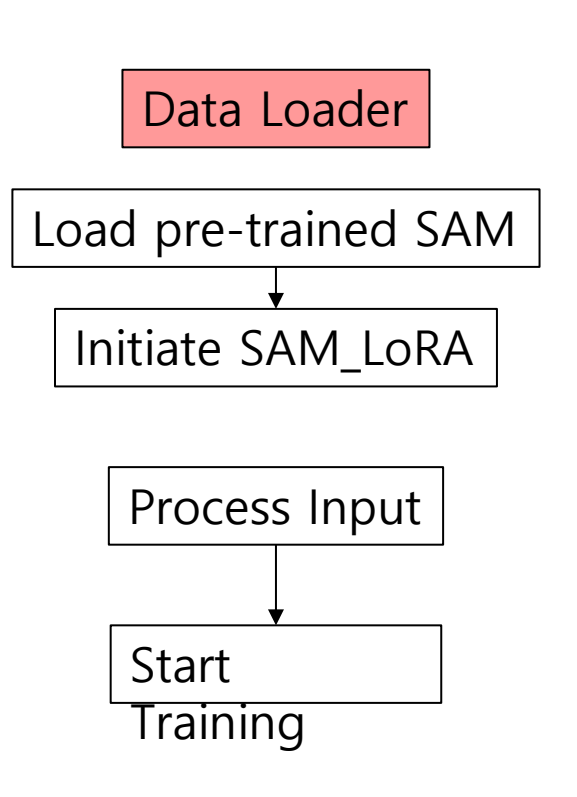 Data Loader
Load pre-trained SAM
Initiate SAM_LoRA
Process Input
Start
Training